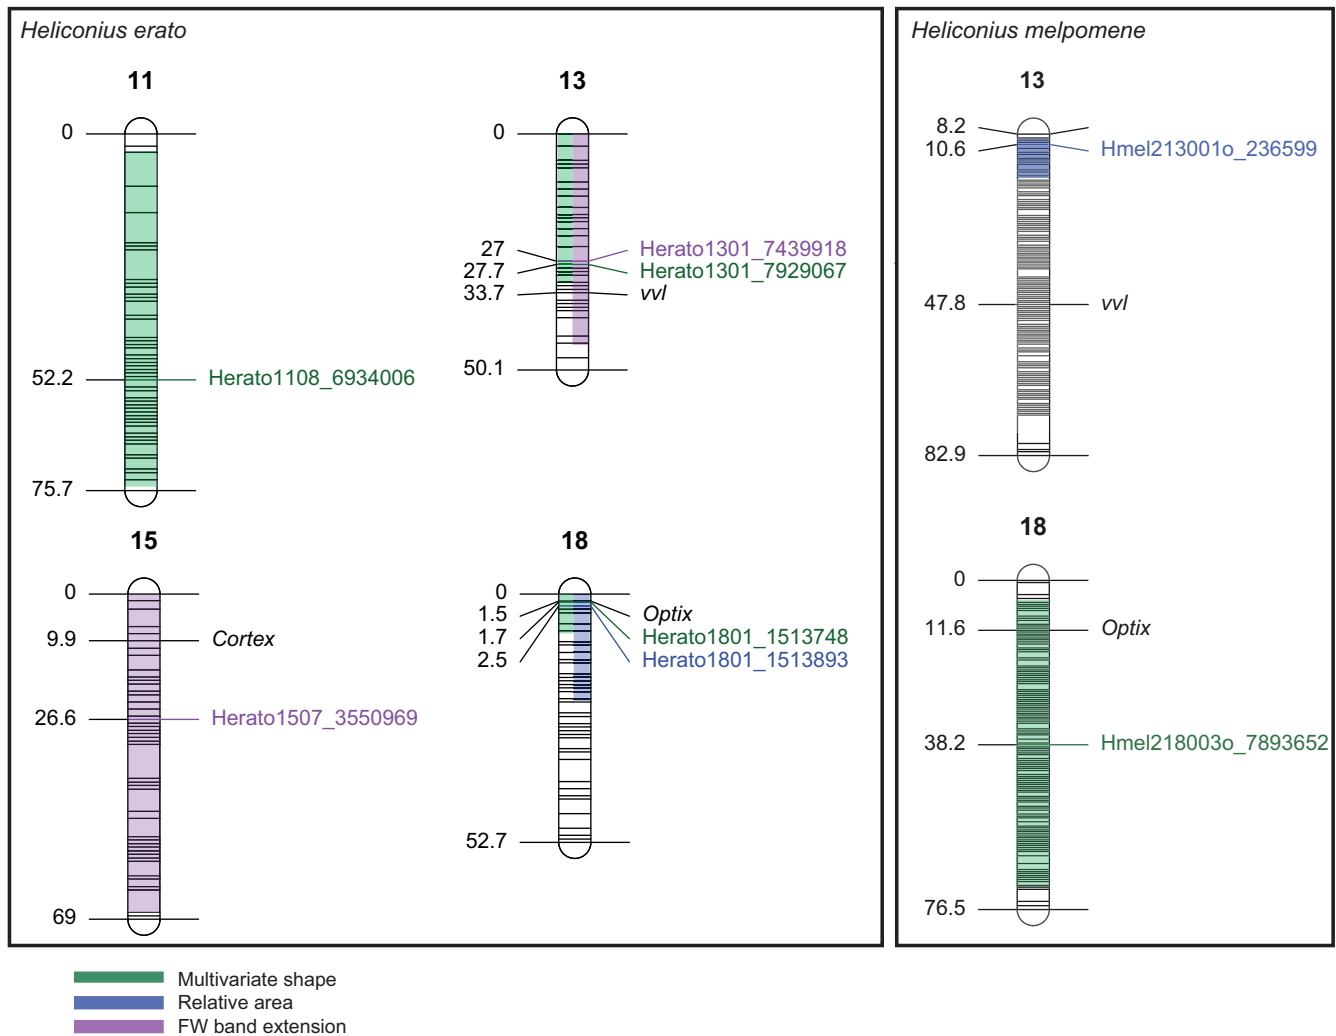 Heliconius erato
11
0
52.2 Herato1108_6934006
75.7
13
0
27 Herato1301_7439918
27.7 Herato1301_7929067
33.7 vvl
50.1
15
0
9.9 Cortex
26.6 Herato1507_3550969
69
18
0
1.5 Optix
1.7 Herato1801_1513748
2.5 Herato1801_1513893
52.7
Heliconius melpomene
13
8.2
10.6 Hmel213001o_236599
47.8 vvl
82.9
18
0
11.6 Optix
38.2 Hmel218003o_7893652
76.5
Multivariate shape
Relative area
FW band extension